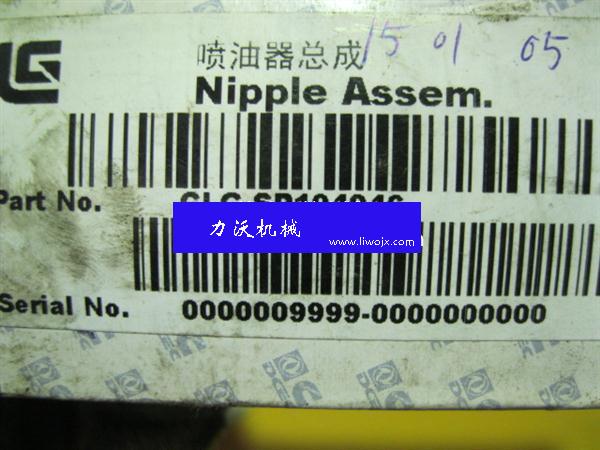 喷油器总成
15 01 05
Nipple Assem.
Part No.
力沃机械
www.liwojx.com
Serial No. 0000009999-0000000000